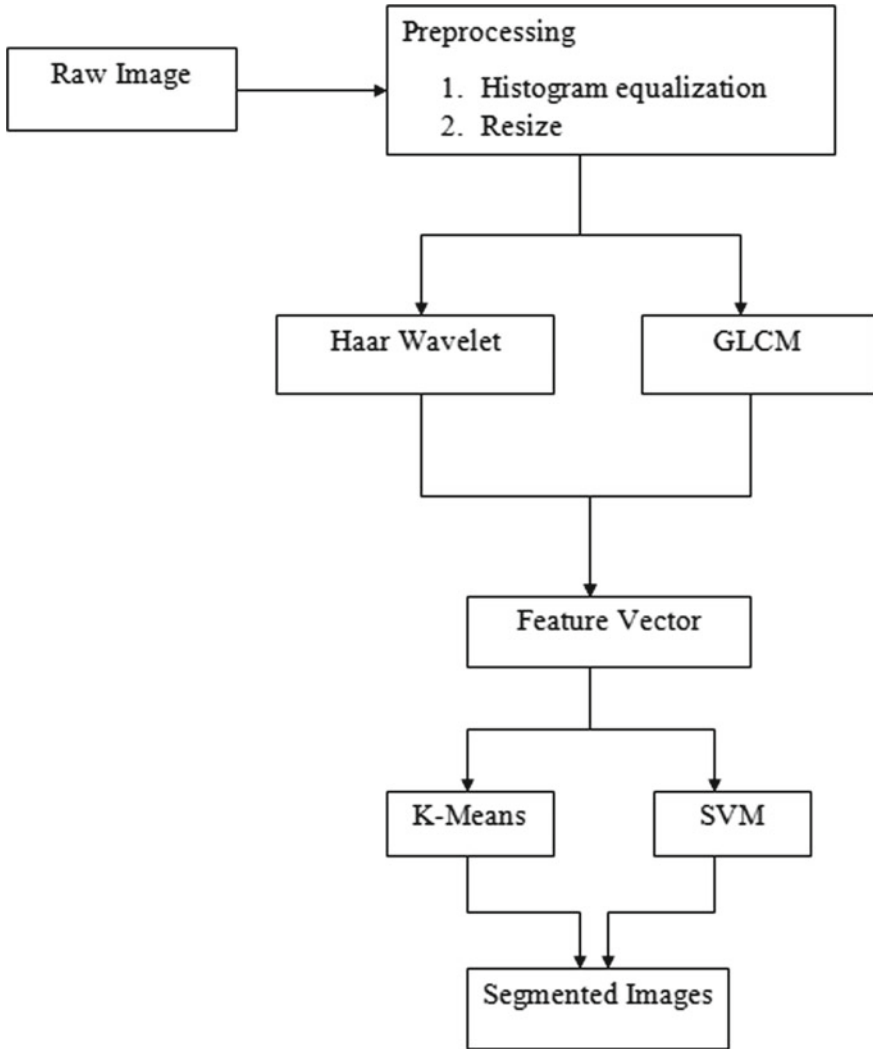 Raw Image
Preprocessing
1. Histogram equalization
2. Resize
Haar Wavelet
GLCM
Feature Vector
K-Means
SVM
Segmented Images